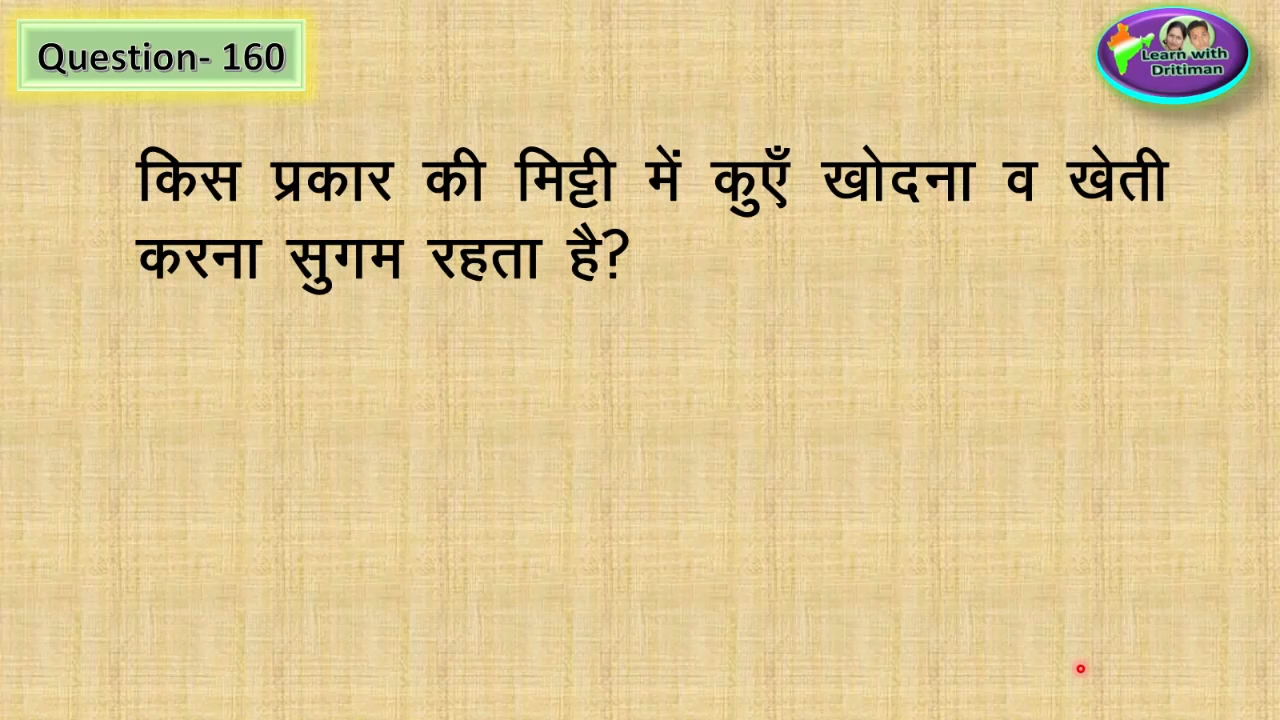 Question- 160
Learn with
Dritiman
किस प्रकार की मिट्टी में कुएँ खोदना व खेती
करना सुगम रहता है?